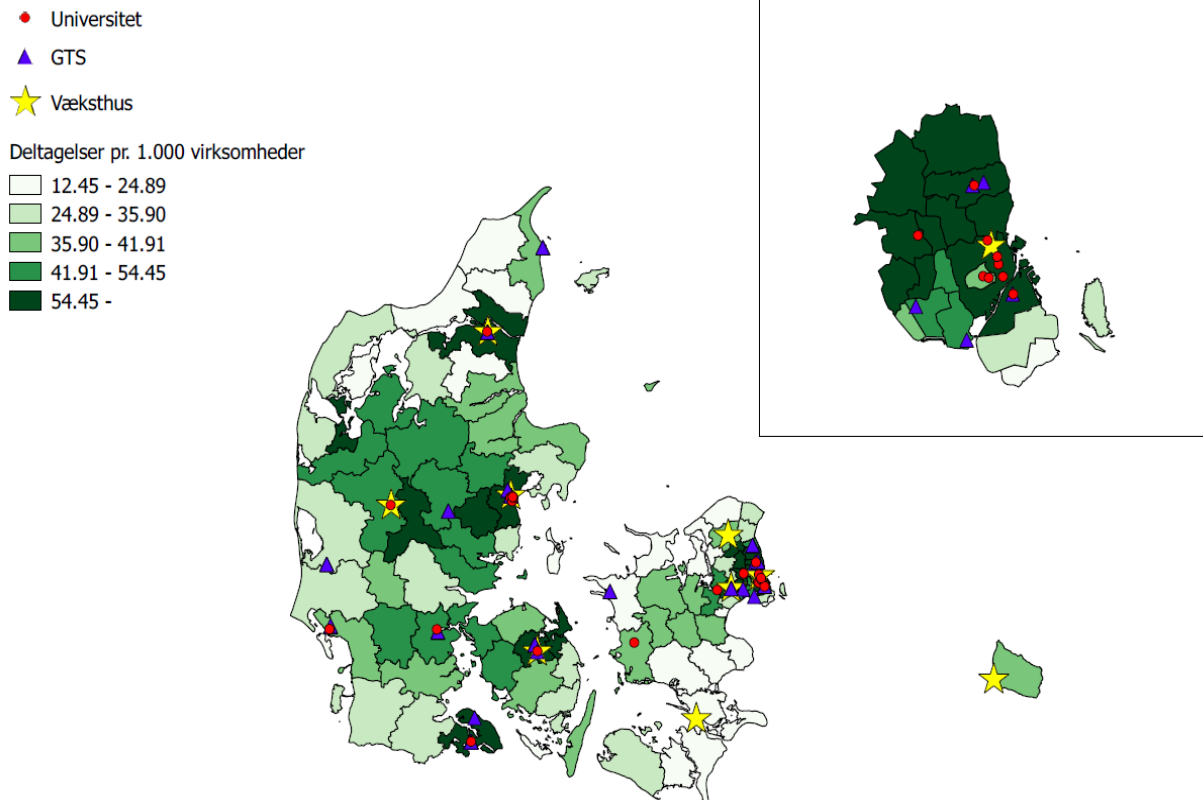 Universitet
GTS
Væksthus
Deltagelser pr. 1.000 virksomheder
12.45 - 24.89
24.89 - 35.90
35.90 - 41.91
41.91 - 54.45
54.45 -